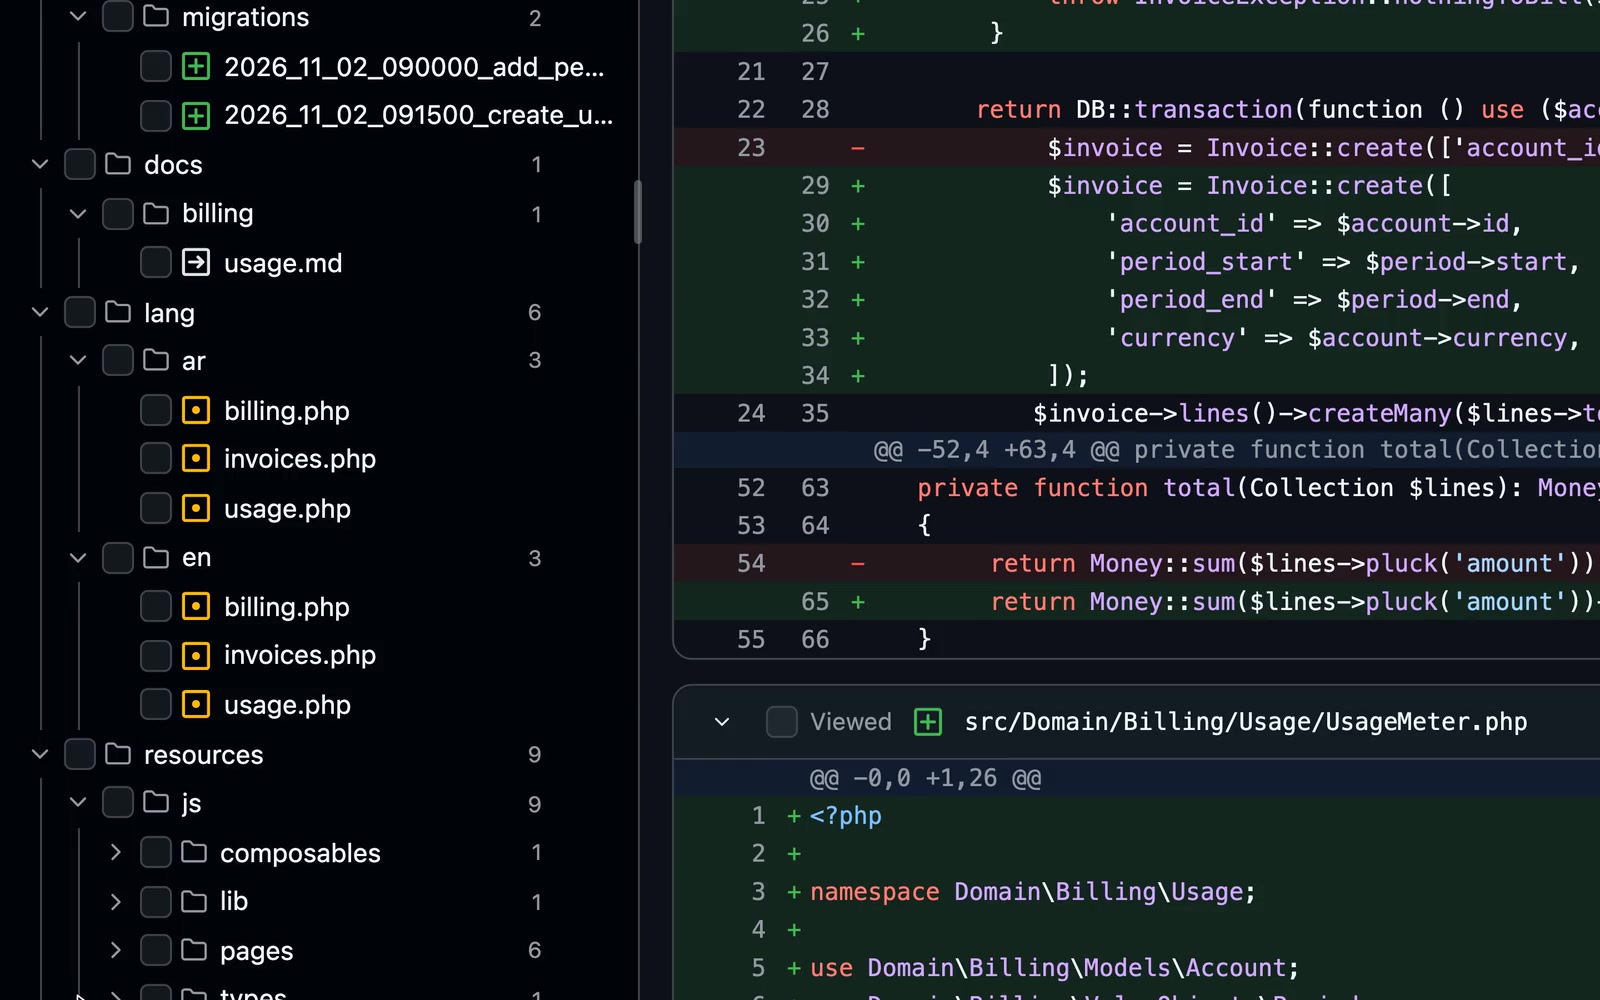 migrations 2
2026_11_02_090000_add_pe...
2026_11_02_091500_create_u...
docs 1
billing 1
usage.md
lang 6
ar 3
billing.php
invoices.php
usage.php
en 3
billing.php
invoices.php
usage.php
resources 9
js 9
composables 1
lib 1
pages 6
types 1
26 + }
21 27
22 28 return DB::transaction(function () use ($ac
23 - $invoice = Invoice::create(['account_i
29 + $invoice = Invoice::create([
30 + 'account_id' => $account->id,
31 + 'period_start' => $period->start,
32 + 'period_end' => $period->end,
33 + 'currency' => $account->currency,
34 + ]);
24 35 $invoice->lines()->createMany($lines->t
@@ -52,4 +63,4 @@ private function total(Collection
52 63 private function total(Collection $lines): Money
53 64 {
54 - return Money::sum($lines->pluck('amount'))
65 + return Money::sum($lines->pluck('amount'))-
55 66 }
Viewed src/Domain/Billing/Usage/UsageMeter.php
@@ -0,0 +1,26 @@
1 + <?php
2 +
3 + namespace Domain\Billing\Usage;
4 +
5 + use Domain\Billing\Models\Account;